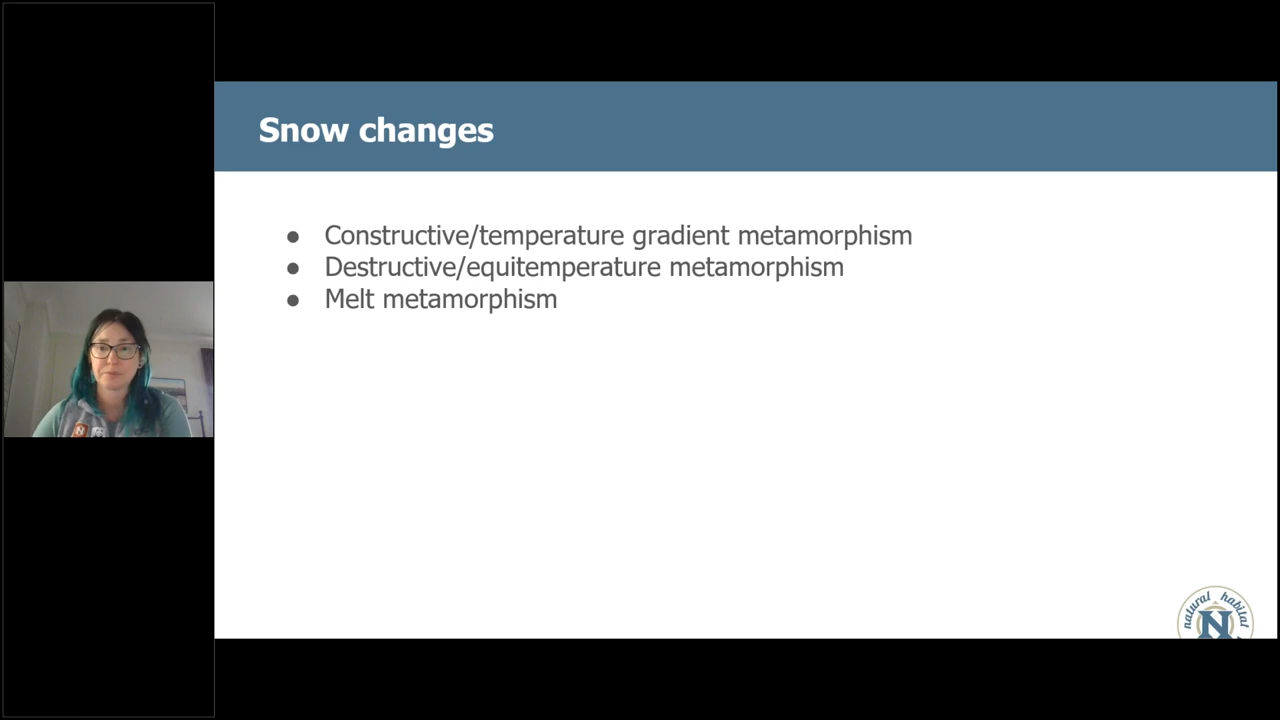 Snow changes
● Constructive/temperature gradient metamorphism
● Destructive/equitemperature metamorphism
● Melt metamorphism
natural habitat
N